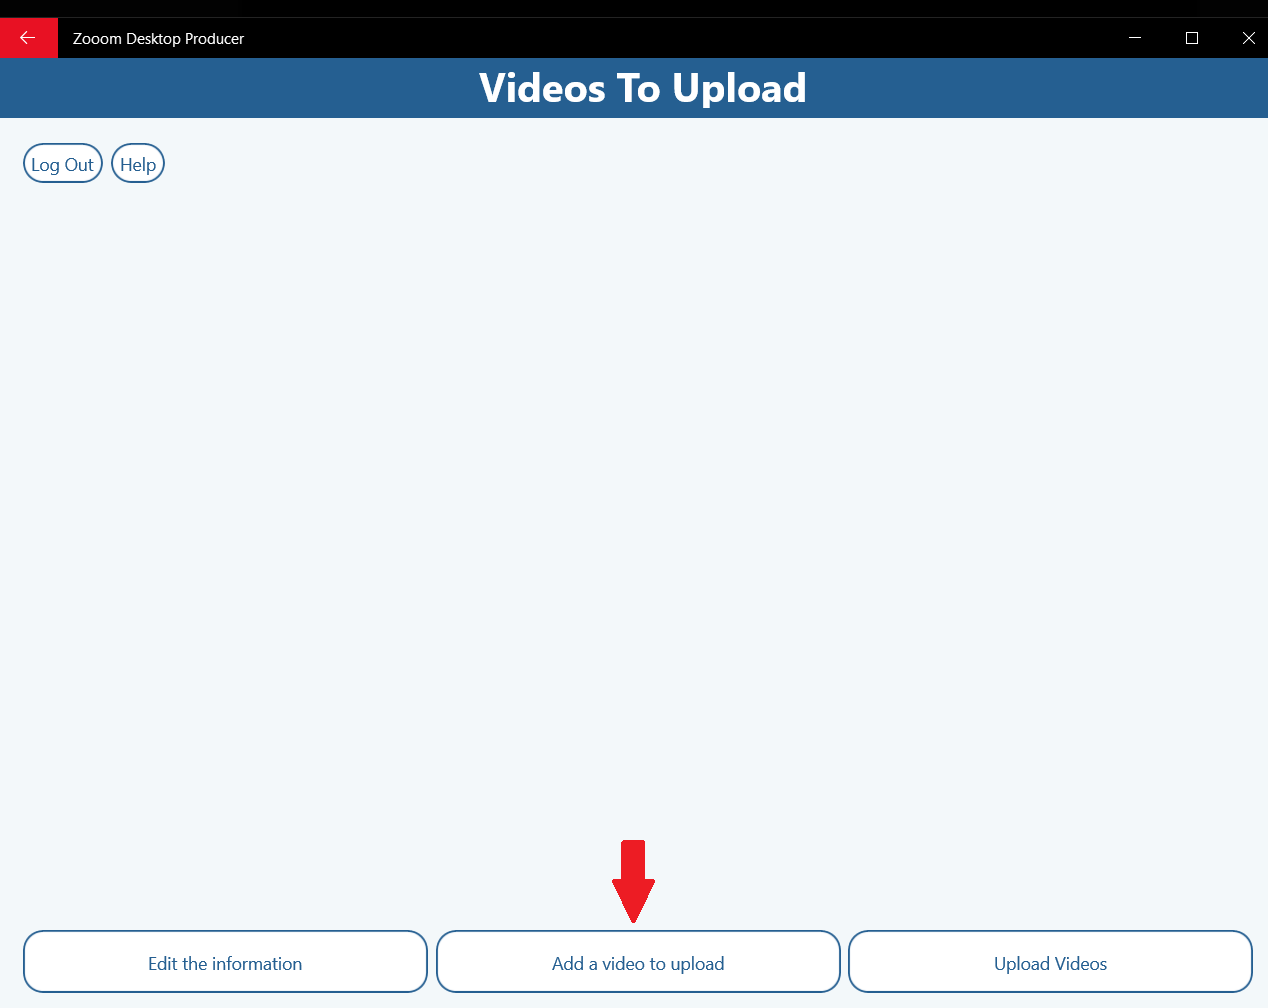 Zooom Desktop Producer
Videos To Upload
Log Out
Help
Edit the information
Add a video to upload
Upload Videos